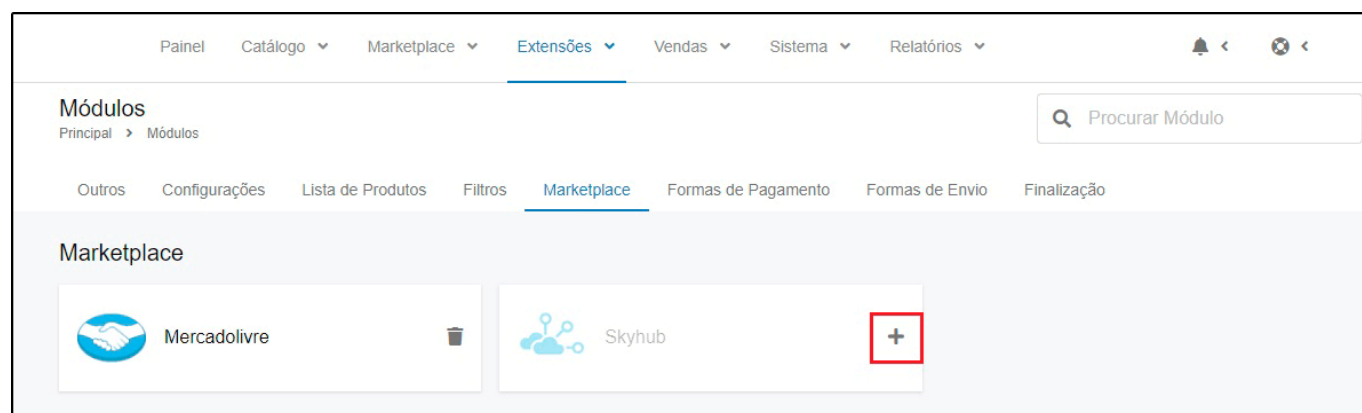 Painel Catálogo Marketplace Extensões Vendas Sistema Relatórios
Módulos
Principal > Módulos
Procurar Módulo
Outros Configurações Lista de Produtos Filtros Marketplace Formas de Pagamento Formas de Envio Finalização
Marketplace
Mercadolivre Skyhub